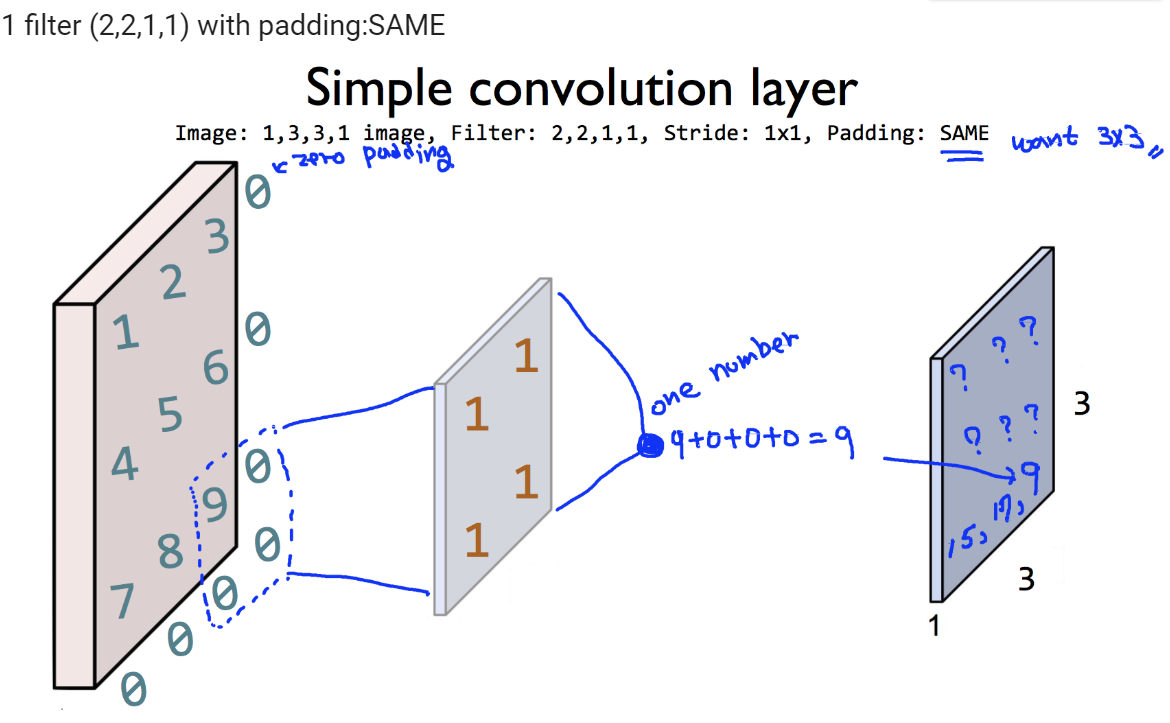 1 filter (2,2,1,1) with padding:SAME
Simple convolution layer
Image: 1,3,3,1 image, Filter: 2,2,1,1, Stride: 1x1, Padding: SAME want 3x3
zero padding
1 2 3 0
4 5 6 0
7 8 9 0
0 0 0 0
1 1
1 1
one number
9+0+0+0=9
? ? ?
? ? ?
15, 17, 9
3
3
1